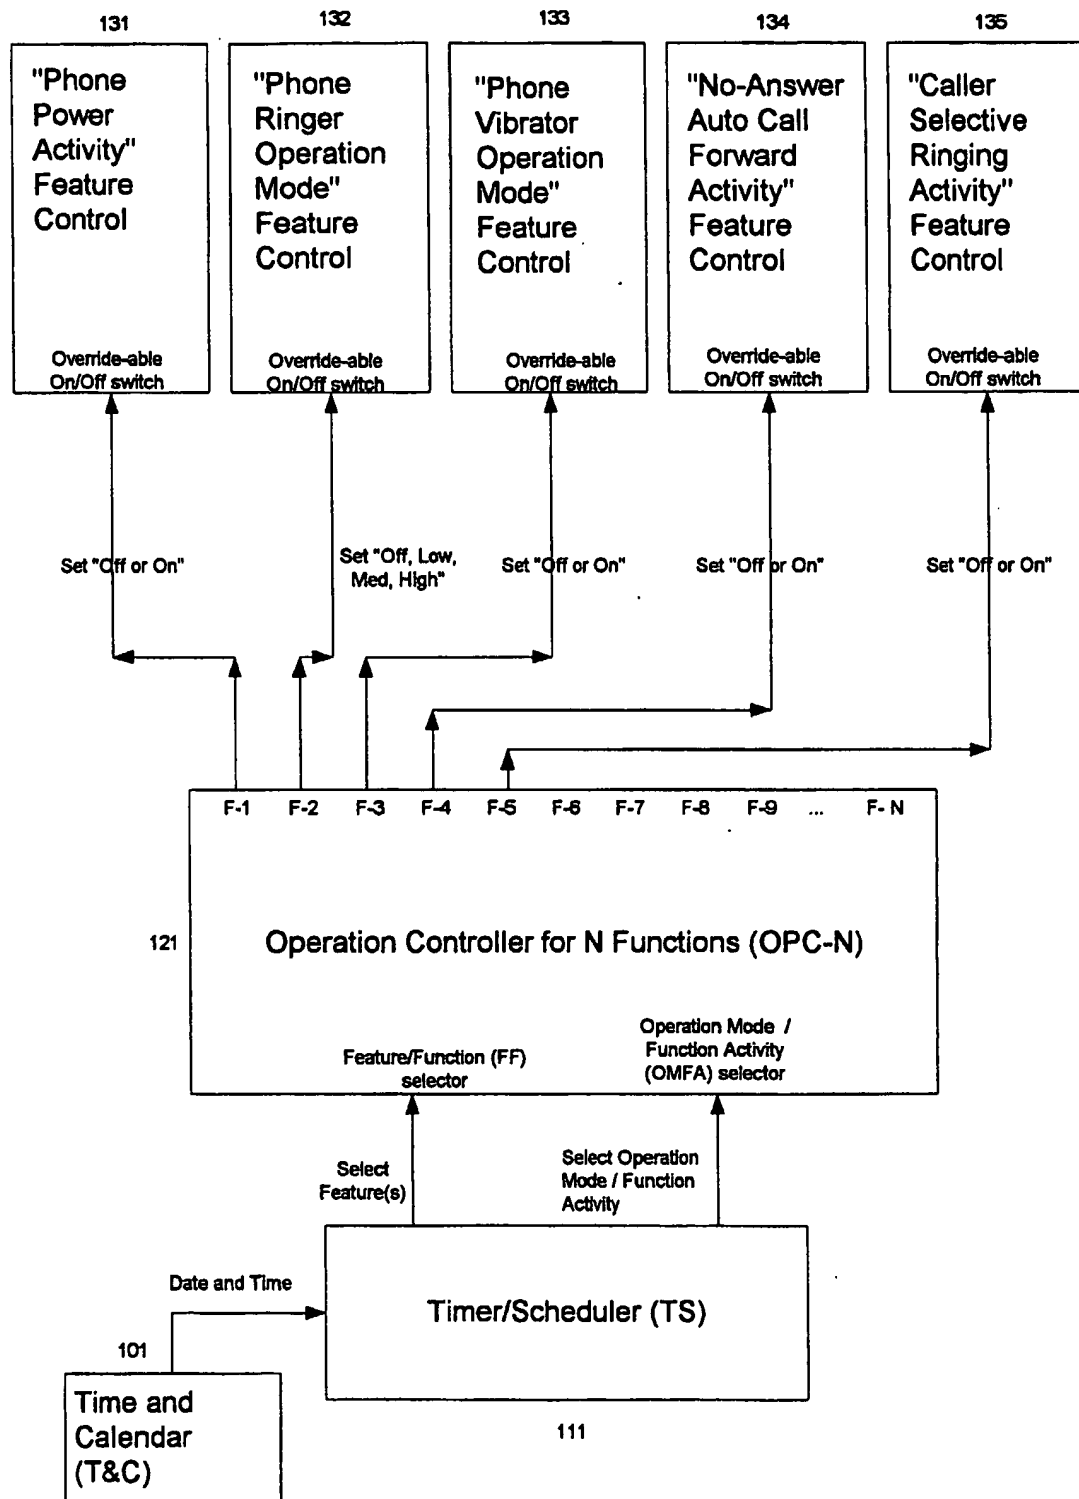 131
132
133
134
135
"Phone
Power
Activity"
Feature
Control
Override-able
On/Off switch
"Phone
Ringer
Operation
Mode"
Feature
Control
Override-able
On/Off switch
"Phone
Vibrator
Operation
Mode"
Feature
Control
Override-able
On/Off switch
"No-Answer
Auto Call
Forward
Activity"
Feature
Control
Override-able
On/Off switch
"Caller
Selective
Ringing
Activity"
Feature
Control
Override-able
On/Off switch
Set "Off or On"
Set "Off, Low,
Med, High"
Set "Off or On"
Set "Off or On"
Set "Off or On"
F-1 F-2 F-3 F-4 F-5 F-6 F-7 F-8 F-9 ... F- N
121
Operation Controller for N Functions (OPC-N)
Feature/Function (FF)
selector
Operation Mode /
Function Activity
(OMFA) selector
Select
Feature(s)
Select Operation
Mode / Function
Activity
Date and Time
Timer/Scheduler (TS)
111
101
Time and
Calendar
(T&C)